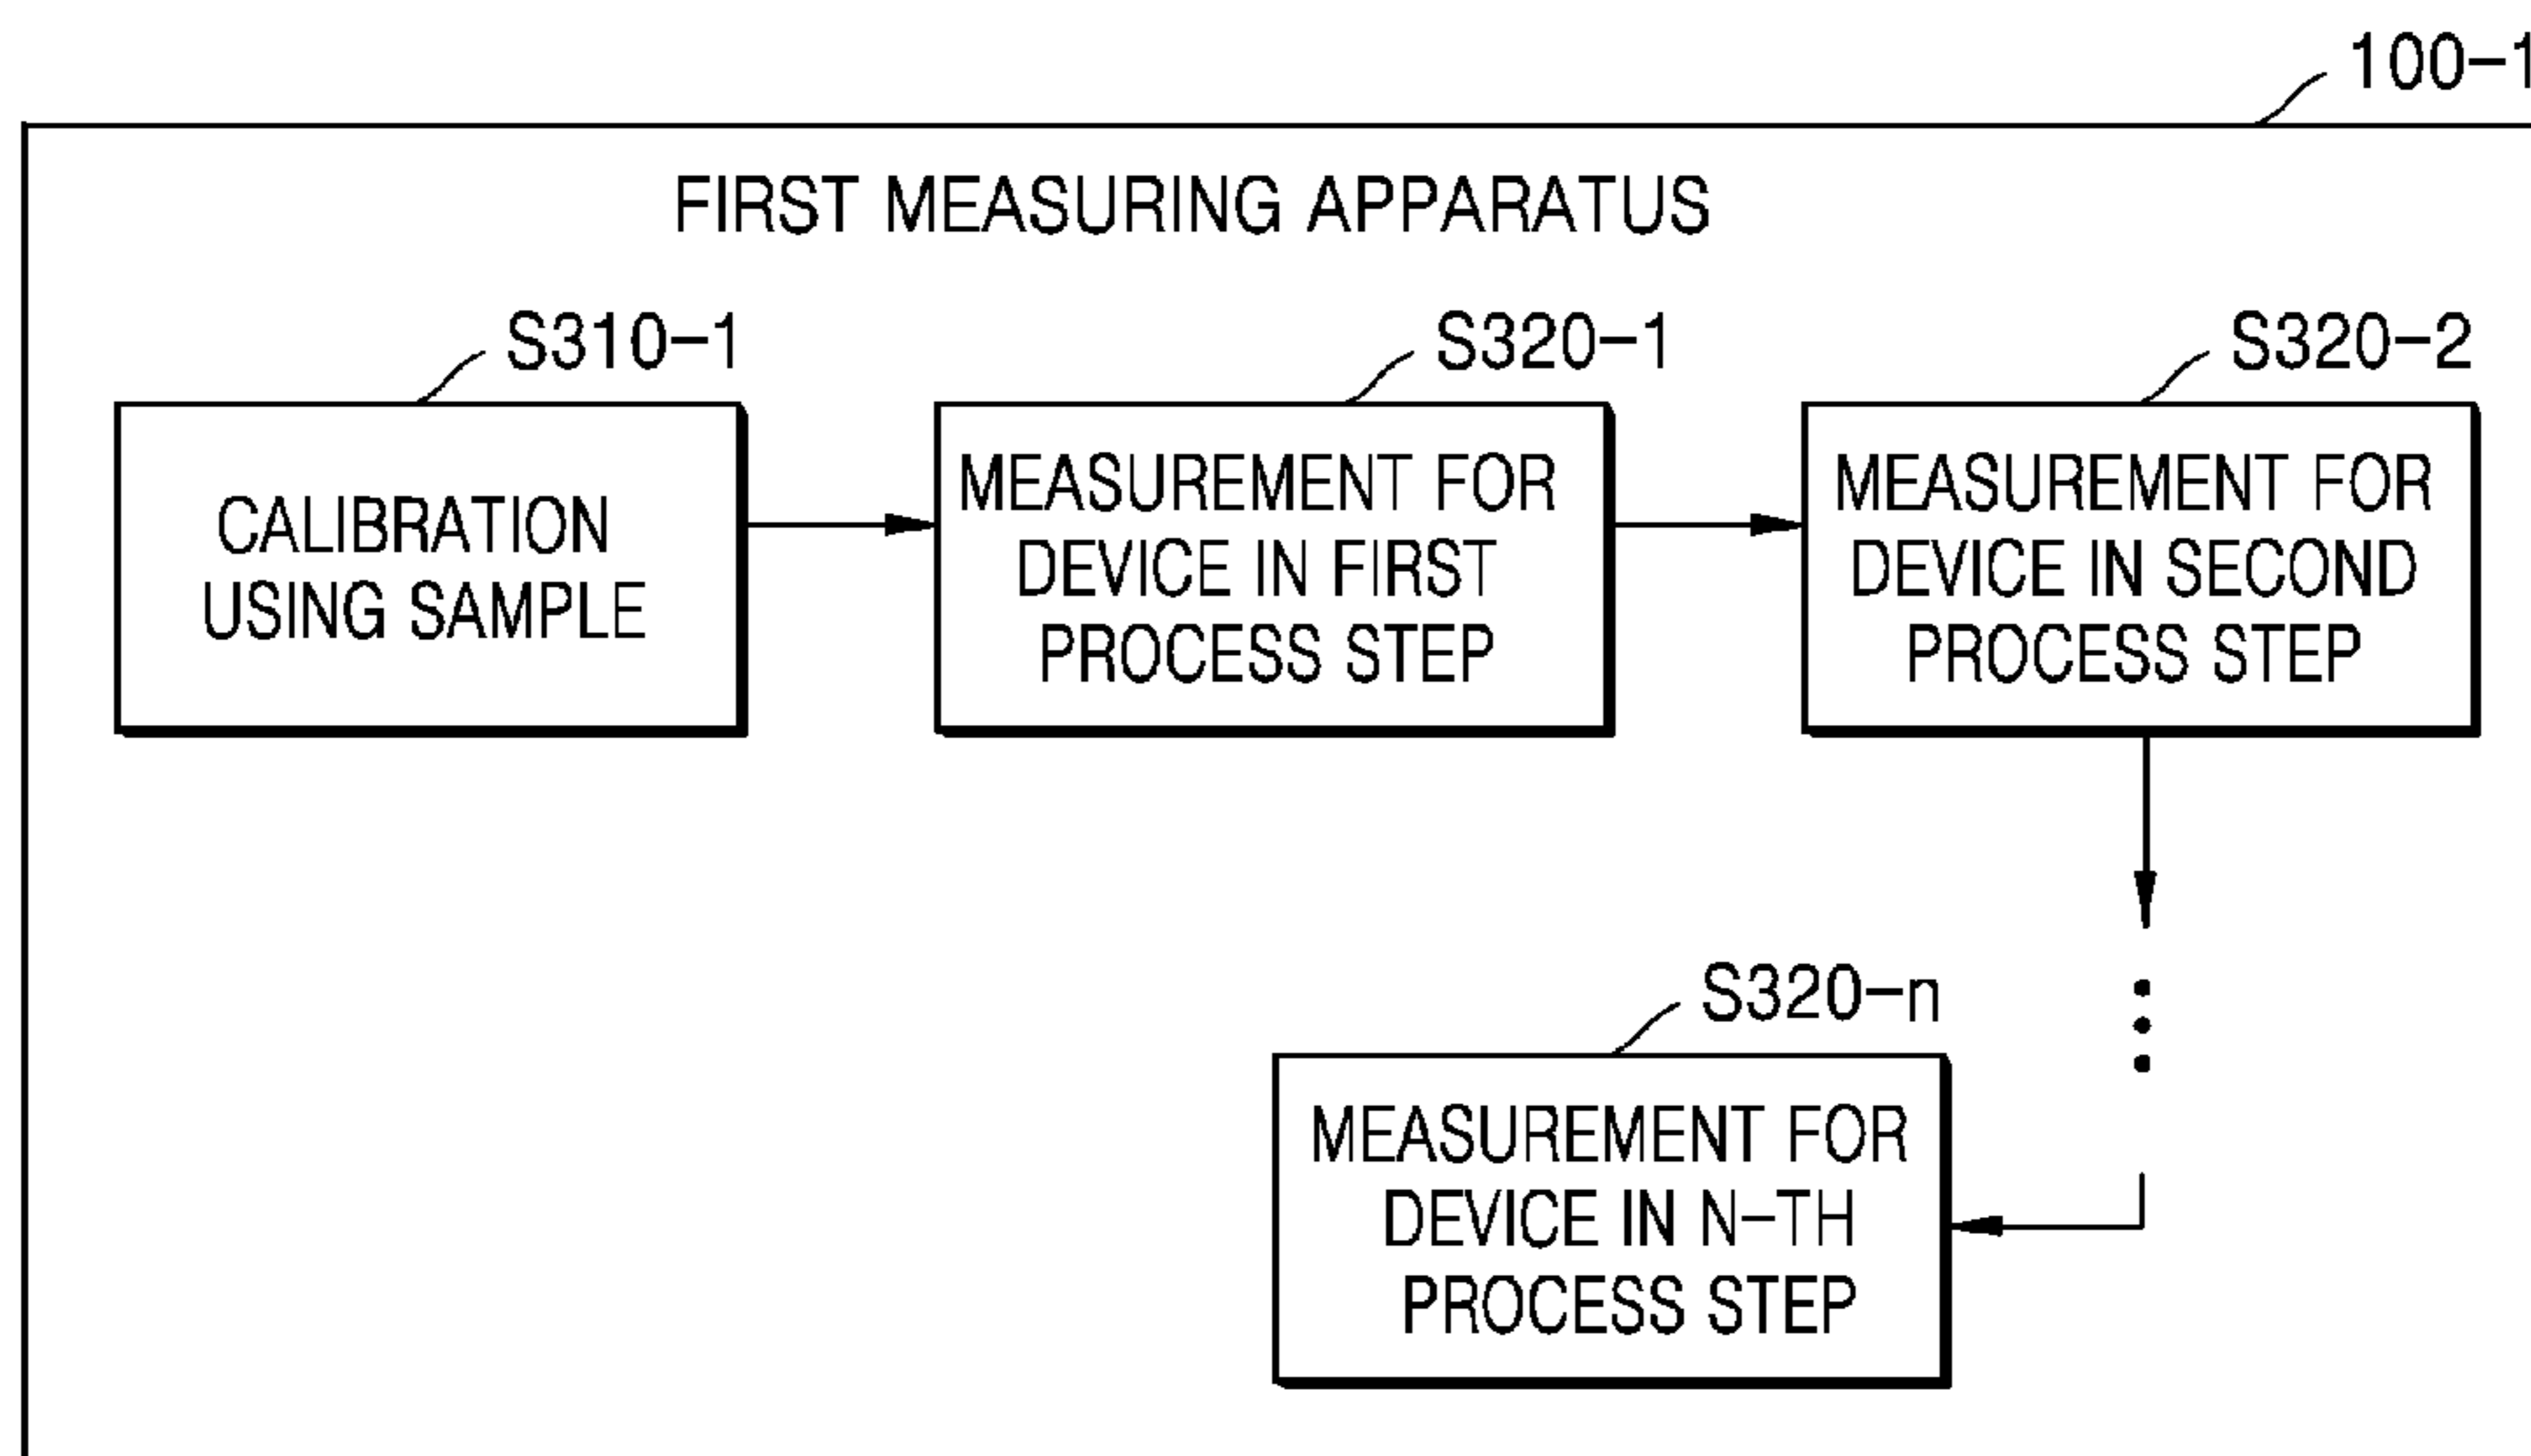 100-1
FIRST MEASURING APPARATUS
S310-1
S320-1
S320-2
CALIBRATION
USING SAMPLE
MEASUREMENT FOR
DEVICE IN FIRST
PROCESS STEP
MEASUREMENT FOR
DEVICE IN SECOND
PROCESS STEP
S320-n
MEASUREMENT FOR
DEVICE IN N-TH
PROCESS STEP